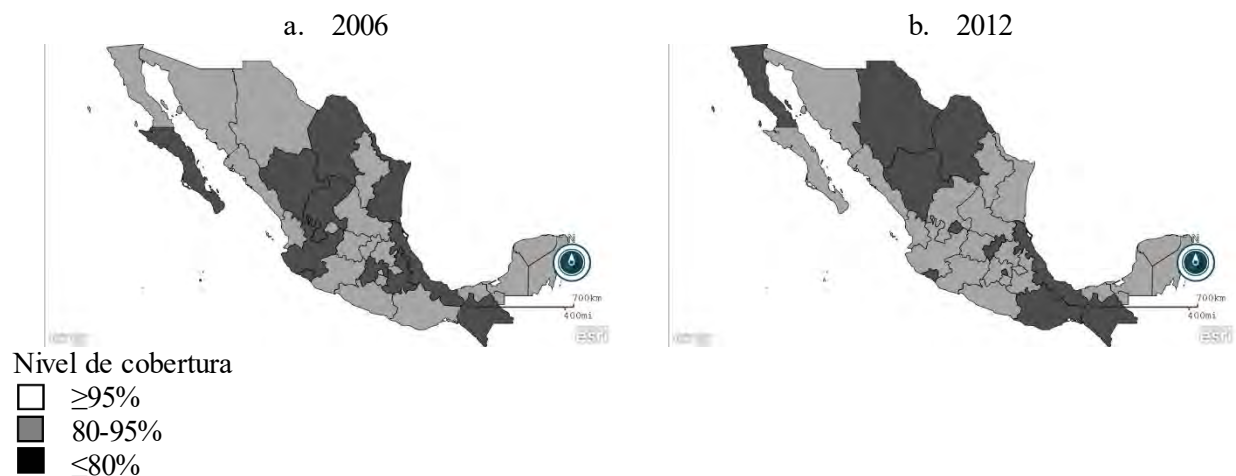 a. 2006
b. 2012
N
700km
400mi
esri
N
700km
400mi
esri
Nivel de cobertura
≥95%
80-95%
≤80%